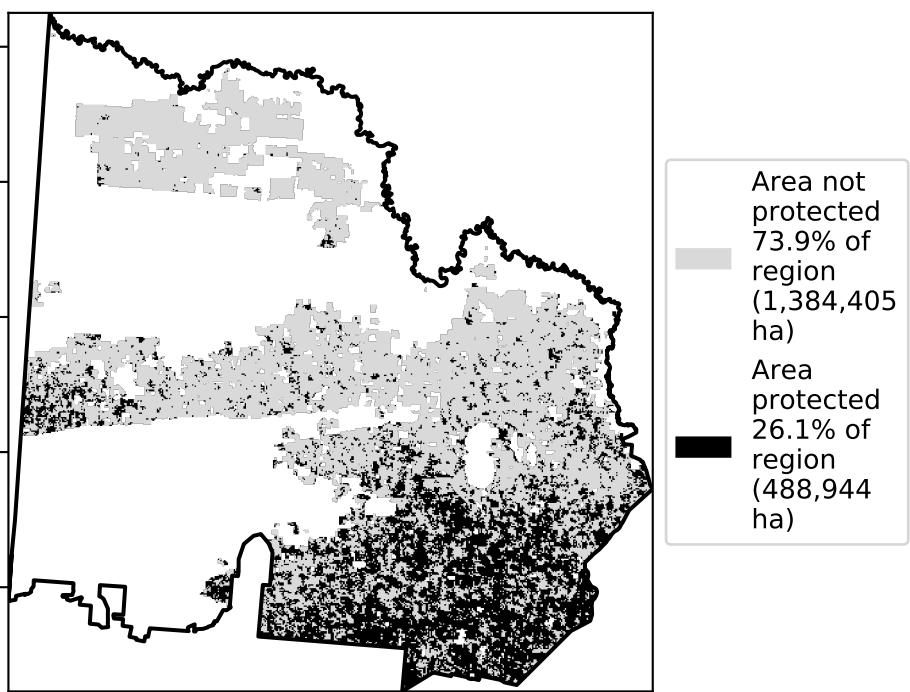 Area not
protected
73.9% of
region
(1,384,405
ha)
Area
protected
26.1% of
region
(488,944
ha)